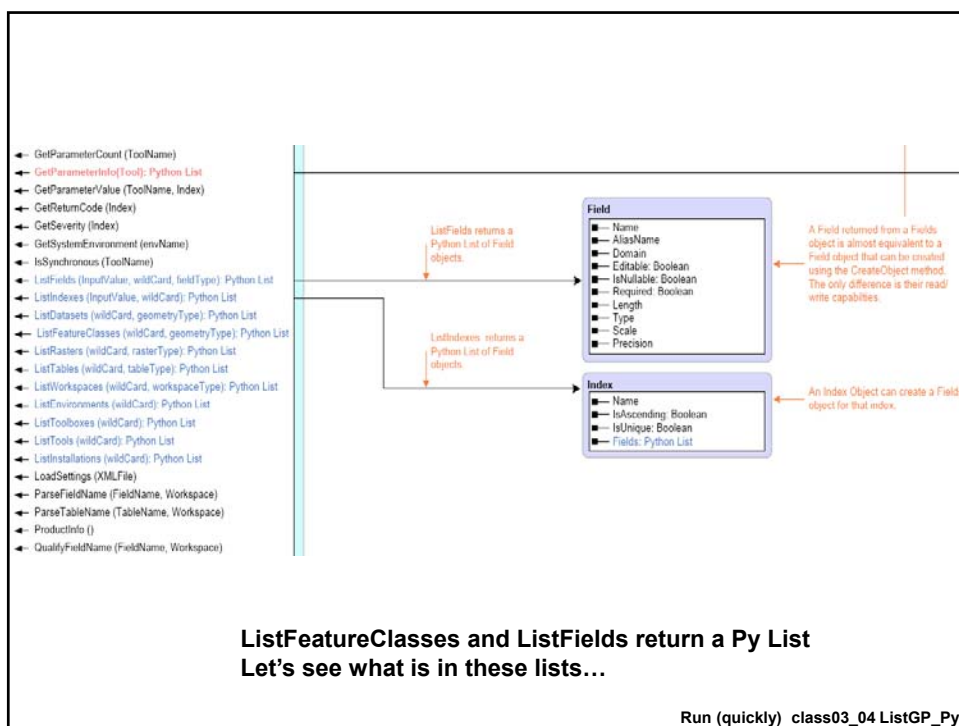 GetParameterCount (ToolName)
GetParameterInfo(Tool): Python List
GetParameterValue (ToolName, Index)
GetReturnCode (Index)
GetSeverity (Index)
GetSystemEnvironment (envName)
IsSynchronous (ToolName)
ListFields (InputValue, wildCard, fieldType): Python List
ListIndexes (InputValue, wildCard): Python List
ListDatasets (wildCard, geometryType): Python List
ListFeatureClasses (wildCard, geometryType): Python List
ListRasters (wildCard, rasterType): Python List
ListTables (wildCard, tableType): Python List
ListWorkspaces (wildCard, workspaceType): Python List
ListEnvironments (wildCard): Python List
ListToolboxes (wildCard): Python List
ListTools (wildCard): Python List
ListInstallations (wildCard): Python List
LoadSettings (XMLFile)
ParseFieldName (FieldName, Workspace)
ParseTableName (TableName, Workspace)
ProductInfo ()
QualifyFieldName (FieldName, Workspace)
ListFields returns a
Python List of Field
objects.
ListIndexes returns a
Python List of Field
objects.
Field
Name
AliasName
Domain
Editable: Boolean
IsNullable: Boolean
Required: Boolean
Length
Type
Scale
Precision
Index
Name
IsAscending: Boolean
IsUnique: Boolean
Fields: Python List
A Field returned from a Fields
object is almost equivalent to a
Field object that can be created
using the CreateObject method.
The only difference is their read/
write capabilties.
An Index Object can create a Fields
object for that index.
ListFeatureClasses and ListFields return a Py List
Let's see what is in these lists…
Run (quickly) class03_04 ListGP_Py